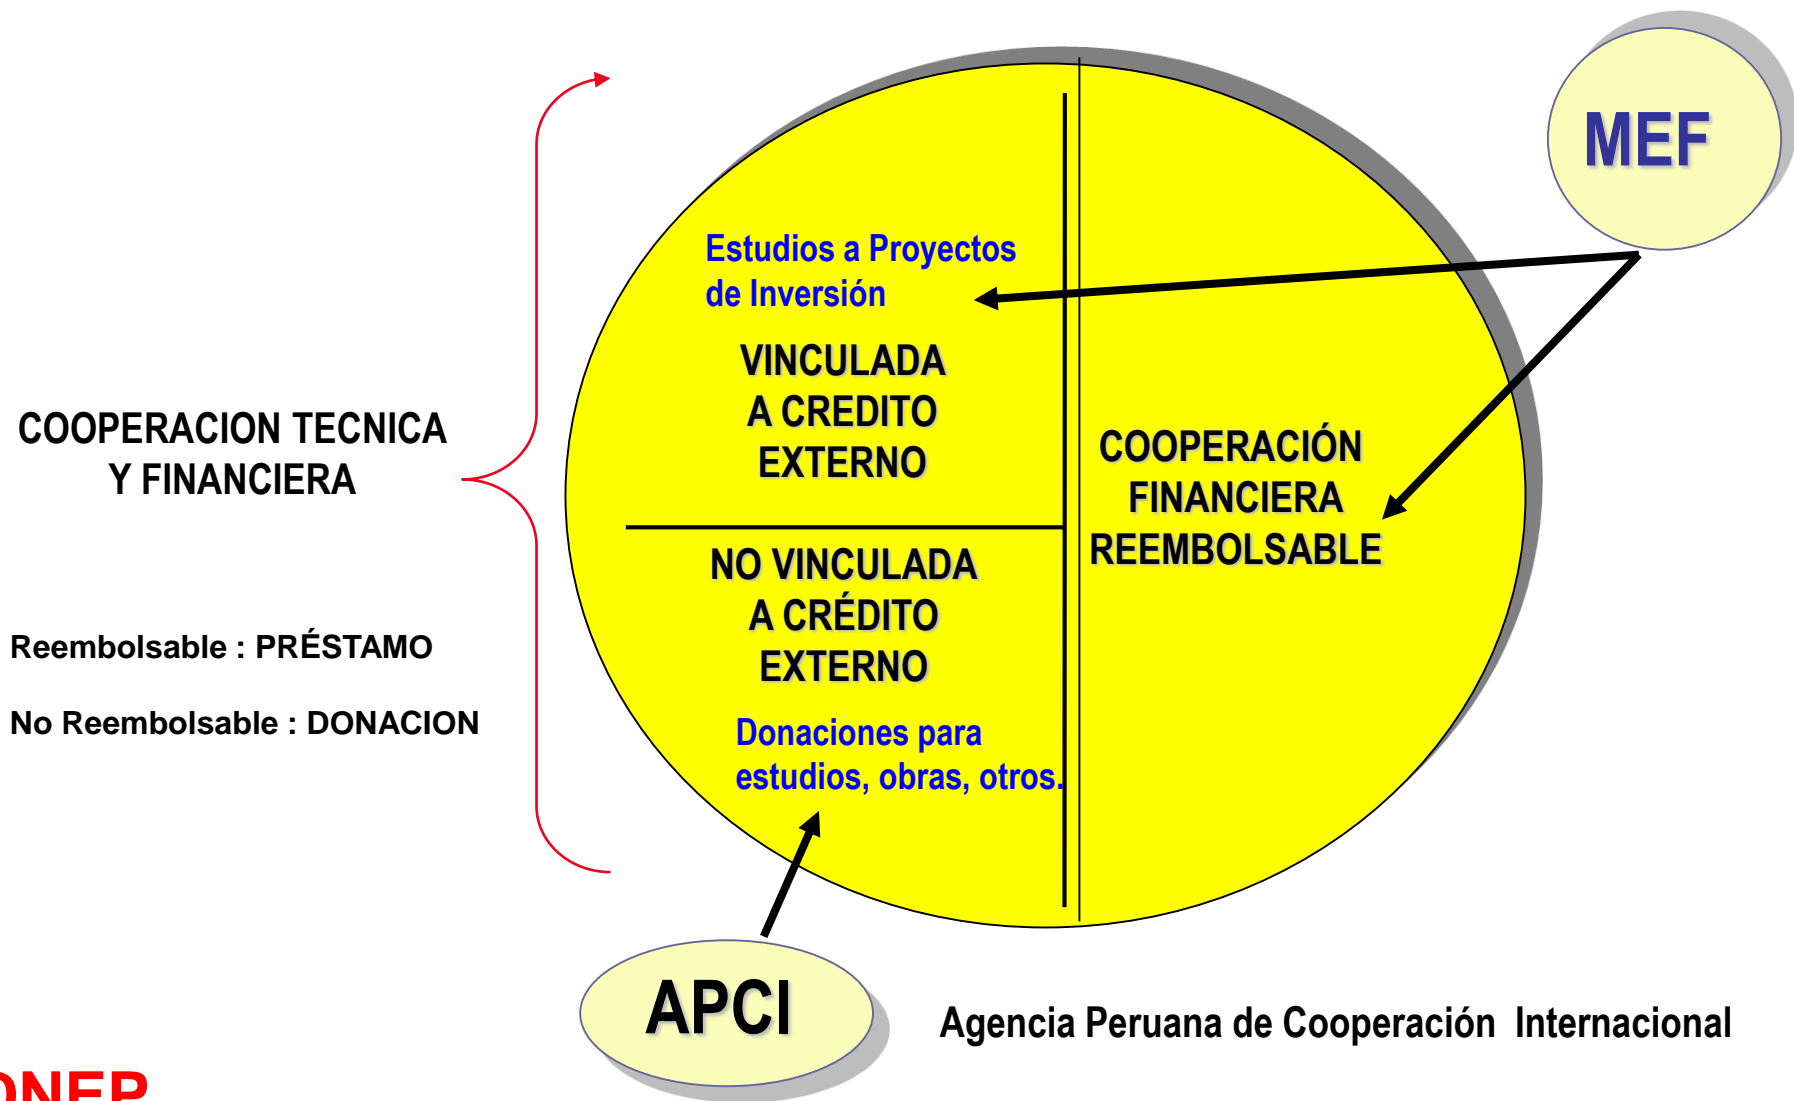 MEF
Estudios a Proyectos
de Inversión
VINCULADA
A CREDITO
EXTERNO
COOPERACION TECNICA
Y FINANCIERA
COOPERACIÓN
FINANCIERA
REEMBOLSABLE
NO VINCULADA
A CRÉDITO
EXTERNO
Reembolsable : PRÉSTAMO
No Reembolsable : DONACION
Donaciones para
estudios, obras, otros.
APCI
Agencia Peruana de Cooperación Internacional